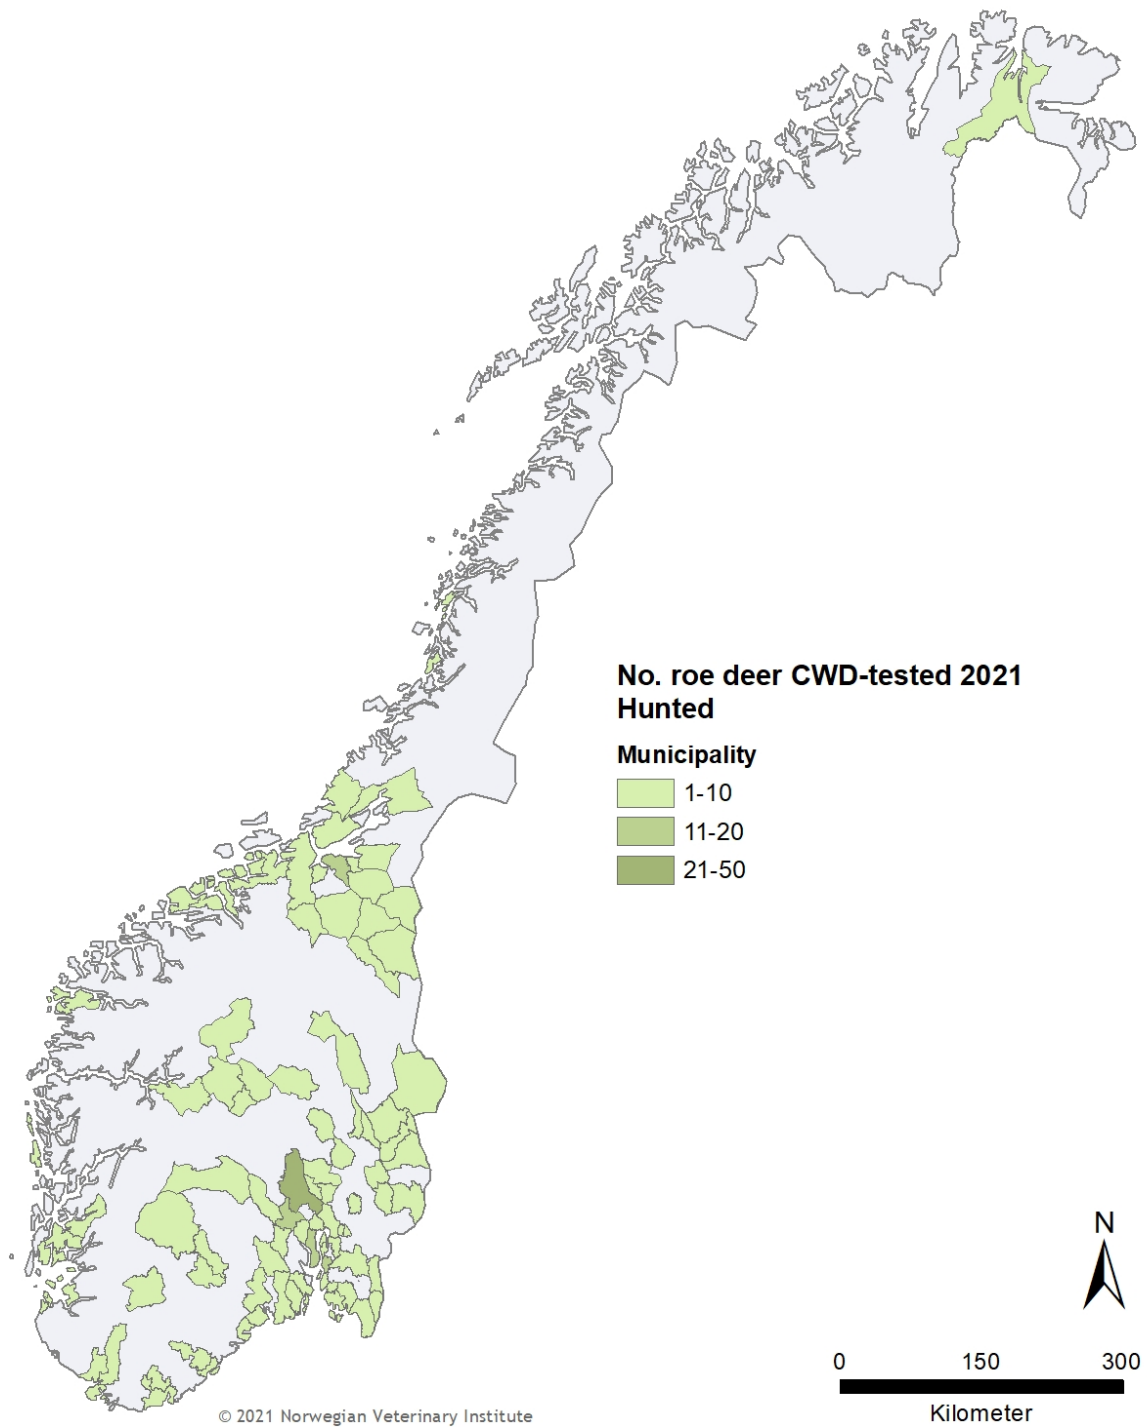 No. roe deer CWD-tested 2021
Hunted
Municipality
1-10
11-20
21-50
N
0 150 300
Kilometer
© 2021 Norwegian Veterinary Institute